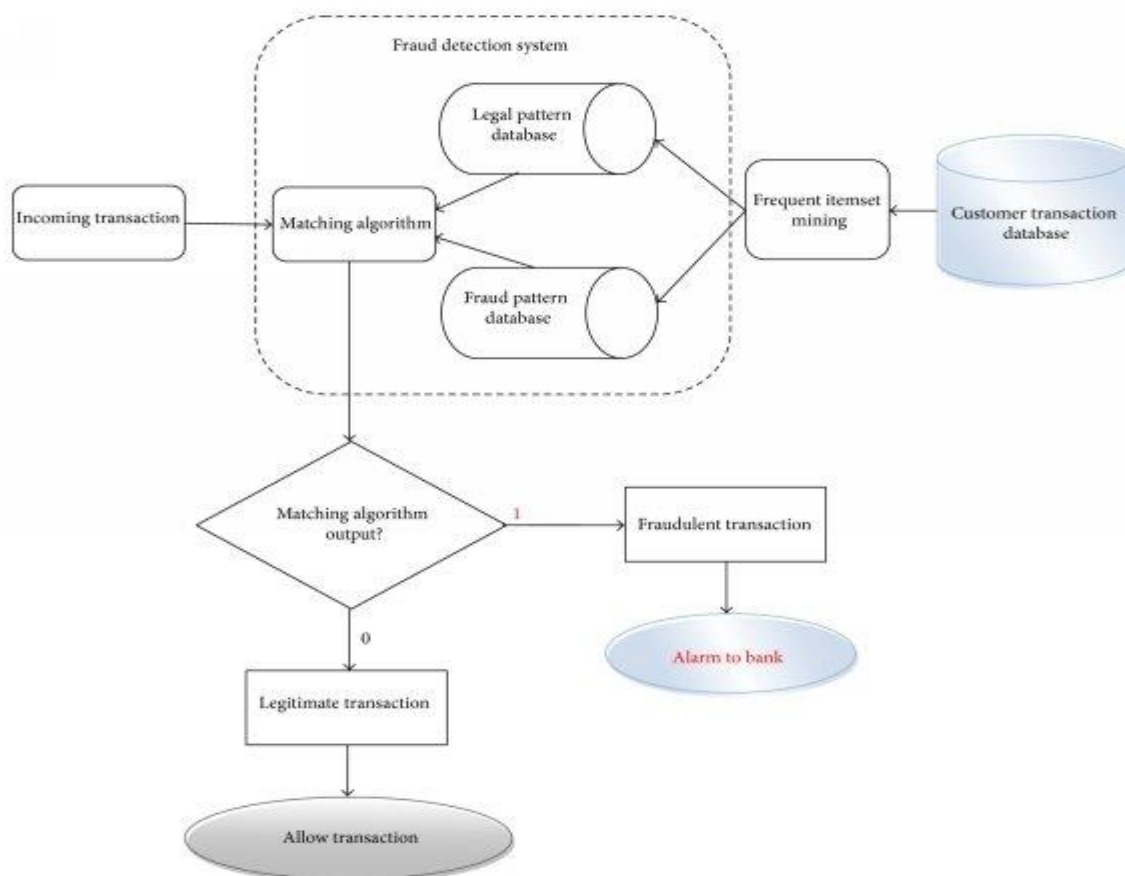 Fraud detection system
Legal pattern
database
Incoming transaction
Matching algorithm
Frequent itemset
mining
Customer transaction
database
Fraud pattern
database
Matching algorithm
output?
1
Fraudulent transaction
0
Alarm to bank
Legitimate transaction
Allow transaction